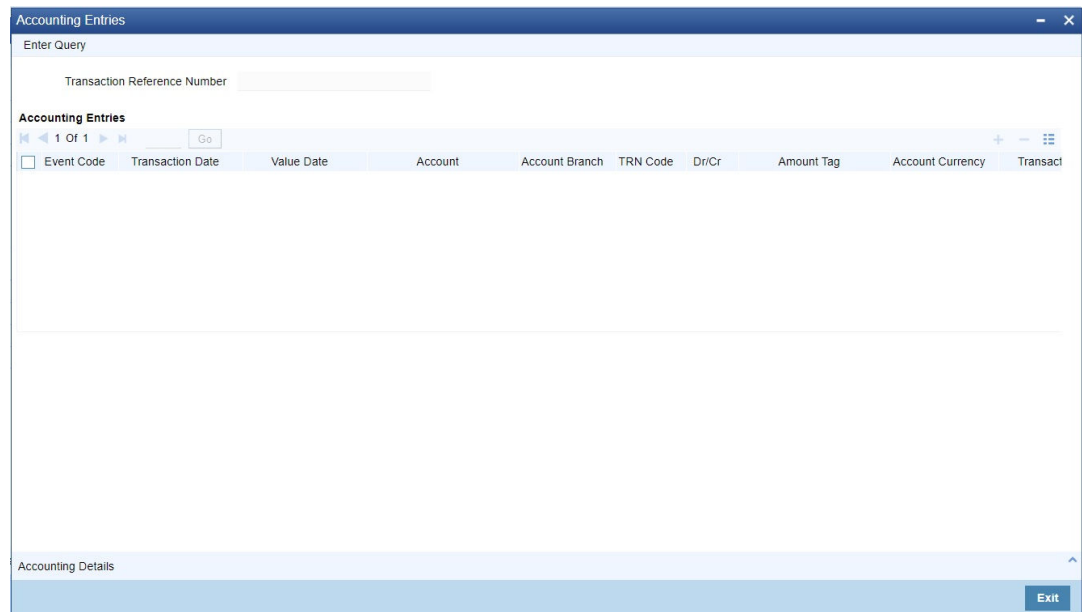 Accounting Entries
Enter Query
Transaction Reference Number
Accounting Entries
1 Of 1 Go
Event Code Transaction Date Value Date Account Account Branch TRN Code Dr/Cr Amount Tag Account Currency Transact
Accounting Details
Exit